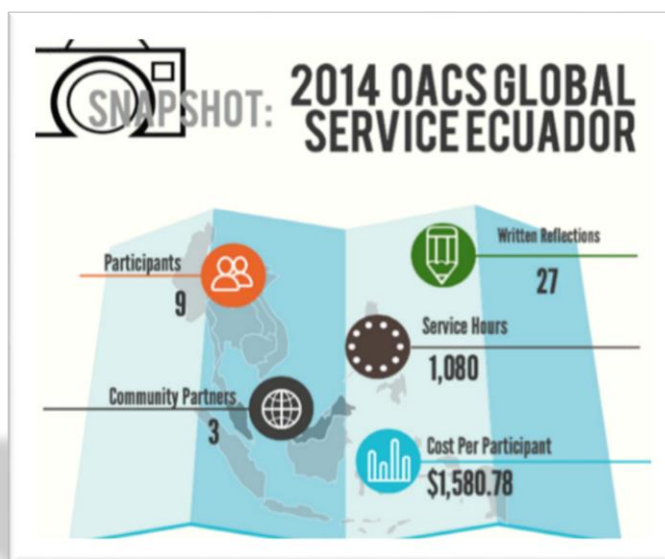 SNAPSHOT:
2014 OACS GLOBAL
SERVICE ECUADOR
Participants
9
Written Reflections
27
Service Hours
1,080
Community Partners
3
Cost Per Participant
$1,580.78